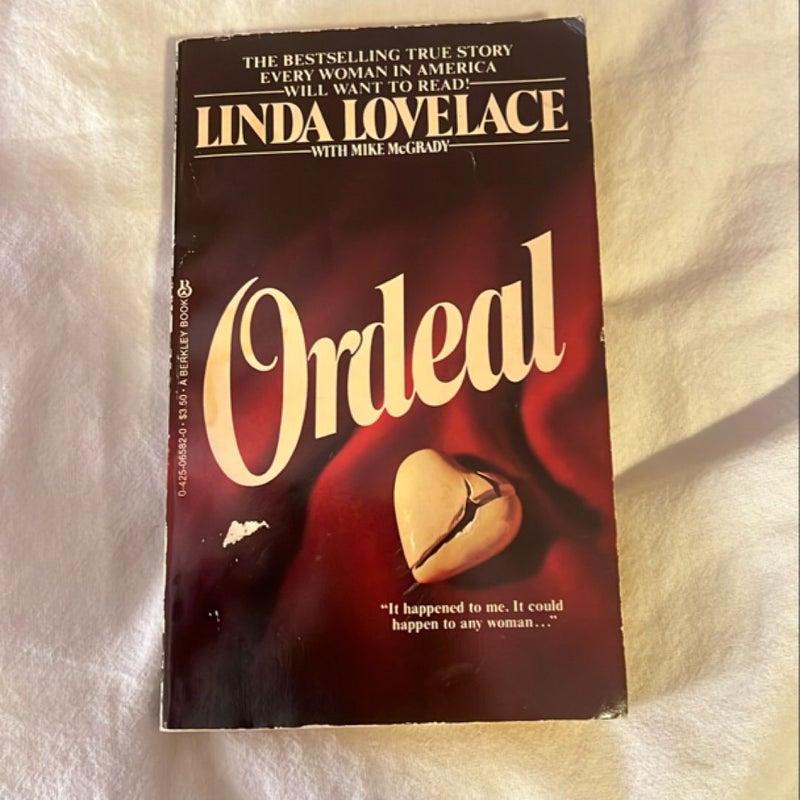 THE BESTSELLING TRUE STORY
EVERY WOMAN IN AMERICA
WILL WANT TO READ!
LINDA LOVELACE
WITH MIKE McGRADY
Ordeal
0-425-06582-0 • $3.50 • A BERKLEY BOOK
“It happened to me. It could
happen to any woman...”